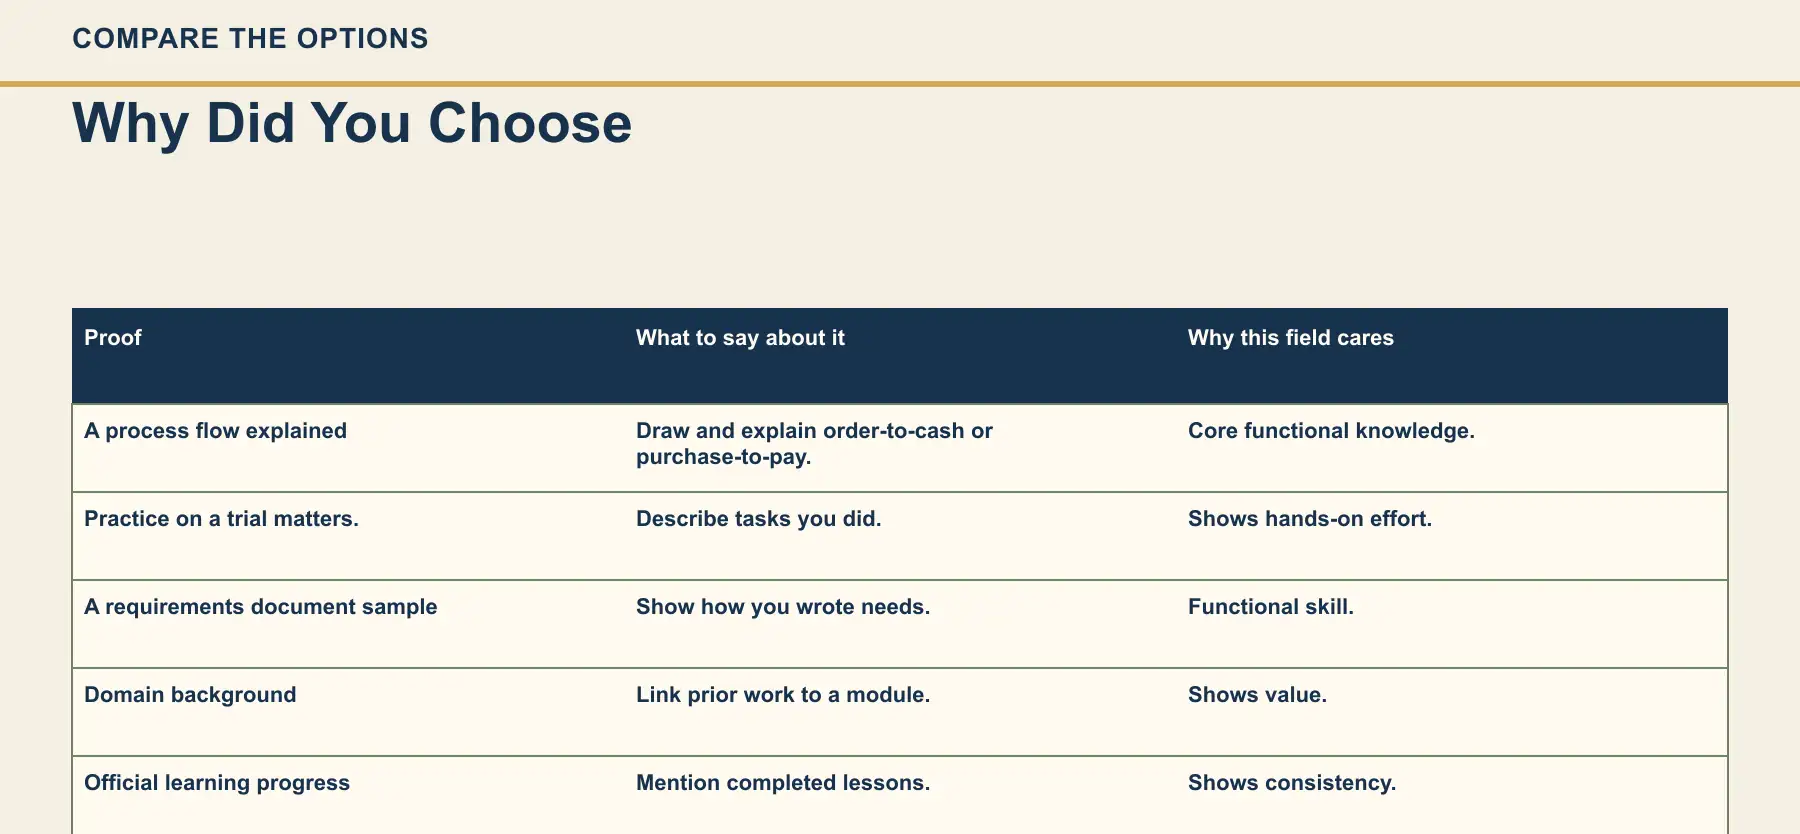 COMPARE THE OPTIONS
Why Did You Choose
Proof
What to say about it
Why this field cares
A process flow explained
Draw and explain order-to-cash or
purchase-to-pay.
Core functional knowledge.
Practice on a trial matters.
Describe tasks you did.
Shows hands-on effort.
A requirements document sample
Show how you wrote needs.
Functional skill.
Domain background
Link prior work to a module.
Shows value.
Official learning progress
Mention completed lessons.
Shows consistency.